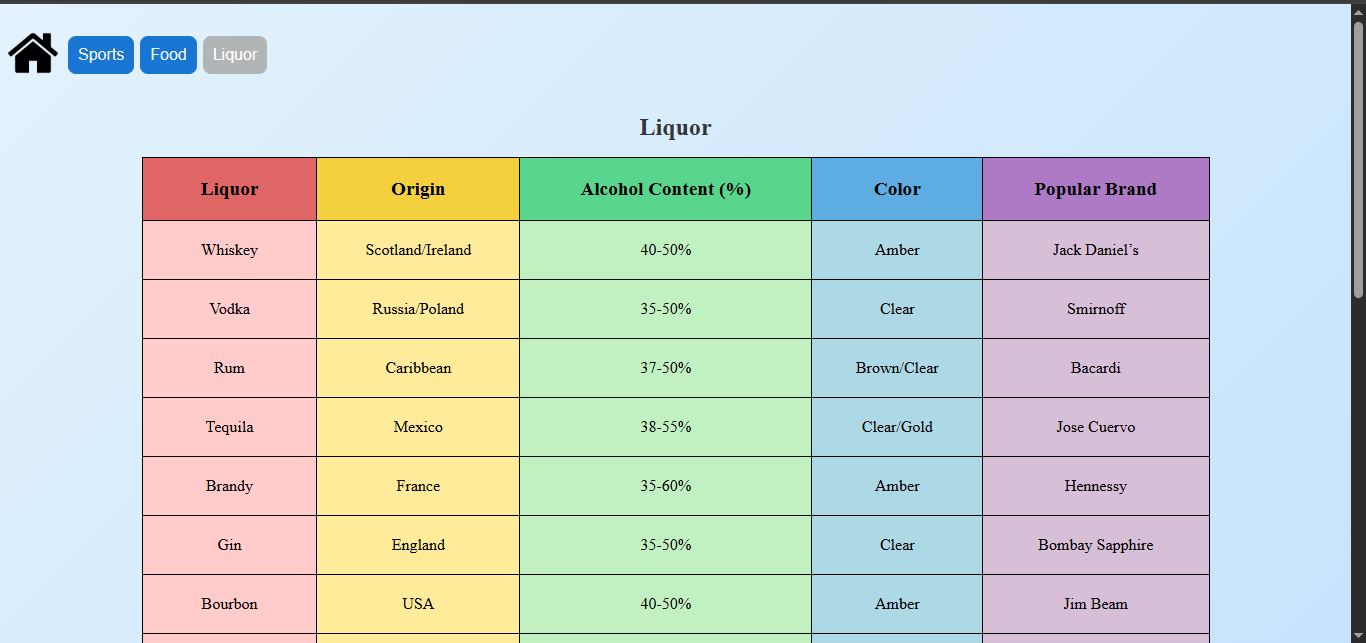 Sports Food Liquor
Liquor
Liquor Origin Alcohol Content (%) Color Popular Brand
Whiskey Scotland/Ireland 40-50% Amber Jack Daniel’s
Vodka Russia/Poland 35-50% Clear Smirnoff
Rum Caribbean 37-50% Brown/Clear Bacardi
Tequila Mexico 38-55% Clear/Gold Jose Cuervo
Brandy France 35-60% Amber Hennessy
Gin England 35-50% Clear Bombay Sapphire
Bourbon USA 40-50% Amber Jim Beam